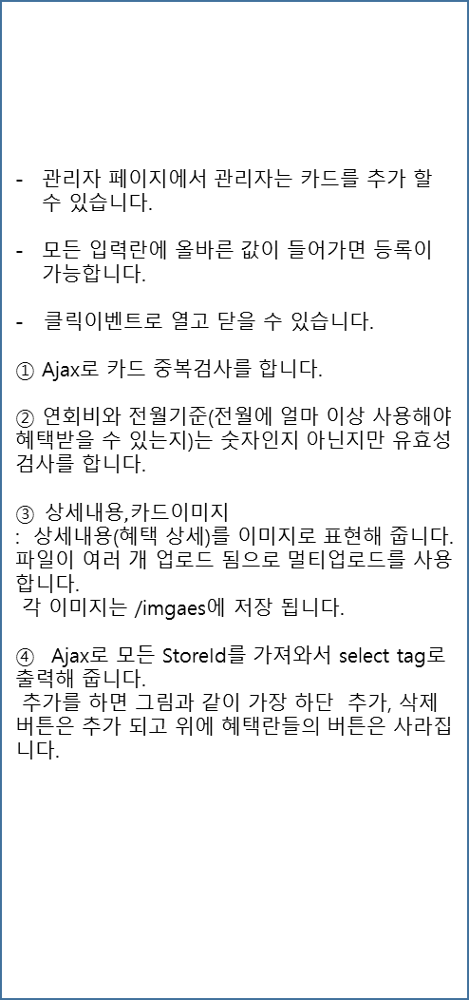 - 관리자 페이지에서 관리자는 카드를 추가 할
수 있습니다.
- 모든 입력란에 올바른 값이 들어가면 등록이
가능합니다.
- 클릭이벤트로 열고 닫을 수 있습니다.
① Ajax로 카드 중복검사를 합니다.
② 연회비와 전월기준(전월에 얼마 이상 사용해야
혜택받을 수 있는지)는 숫자인지 아닌지만 유효성
검사를 합니다.
③ 상세내용,카드이미지
: 상세내용(혜택 상세)를 이미지로 표현해 줍니다.
파일이 여러 개 업로드 됨으로 멀티업로드를 사용
합니다.
각 이미지는 /imgaes에 저장 됩니다.
④ Ajax로 모든 StoreId를 가져와서 select tag로
출력해 줍니다.
추가를 하면 그림과 같이 가장 하단 추가, 삭제
버튼은 추가 되고 위에 혜택란들의 버튼은 사라집
니다.